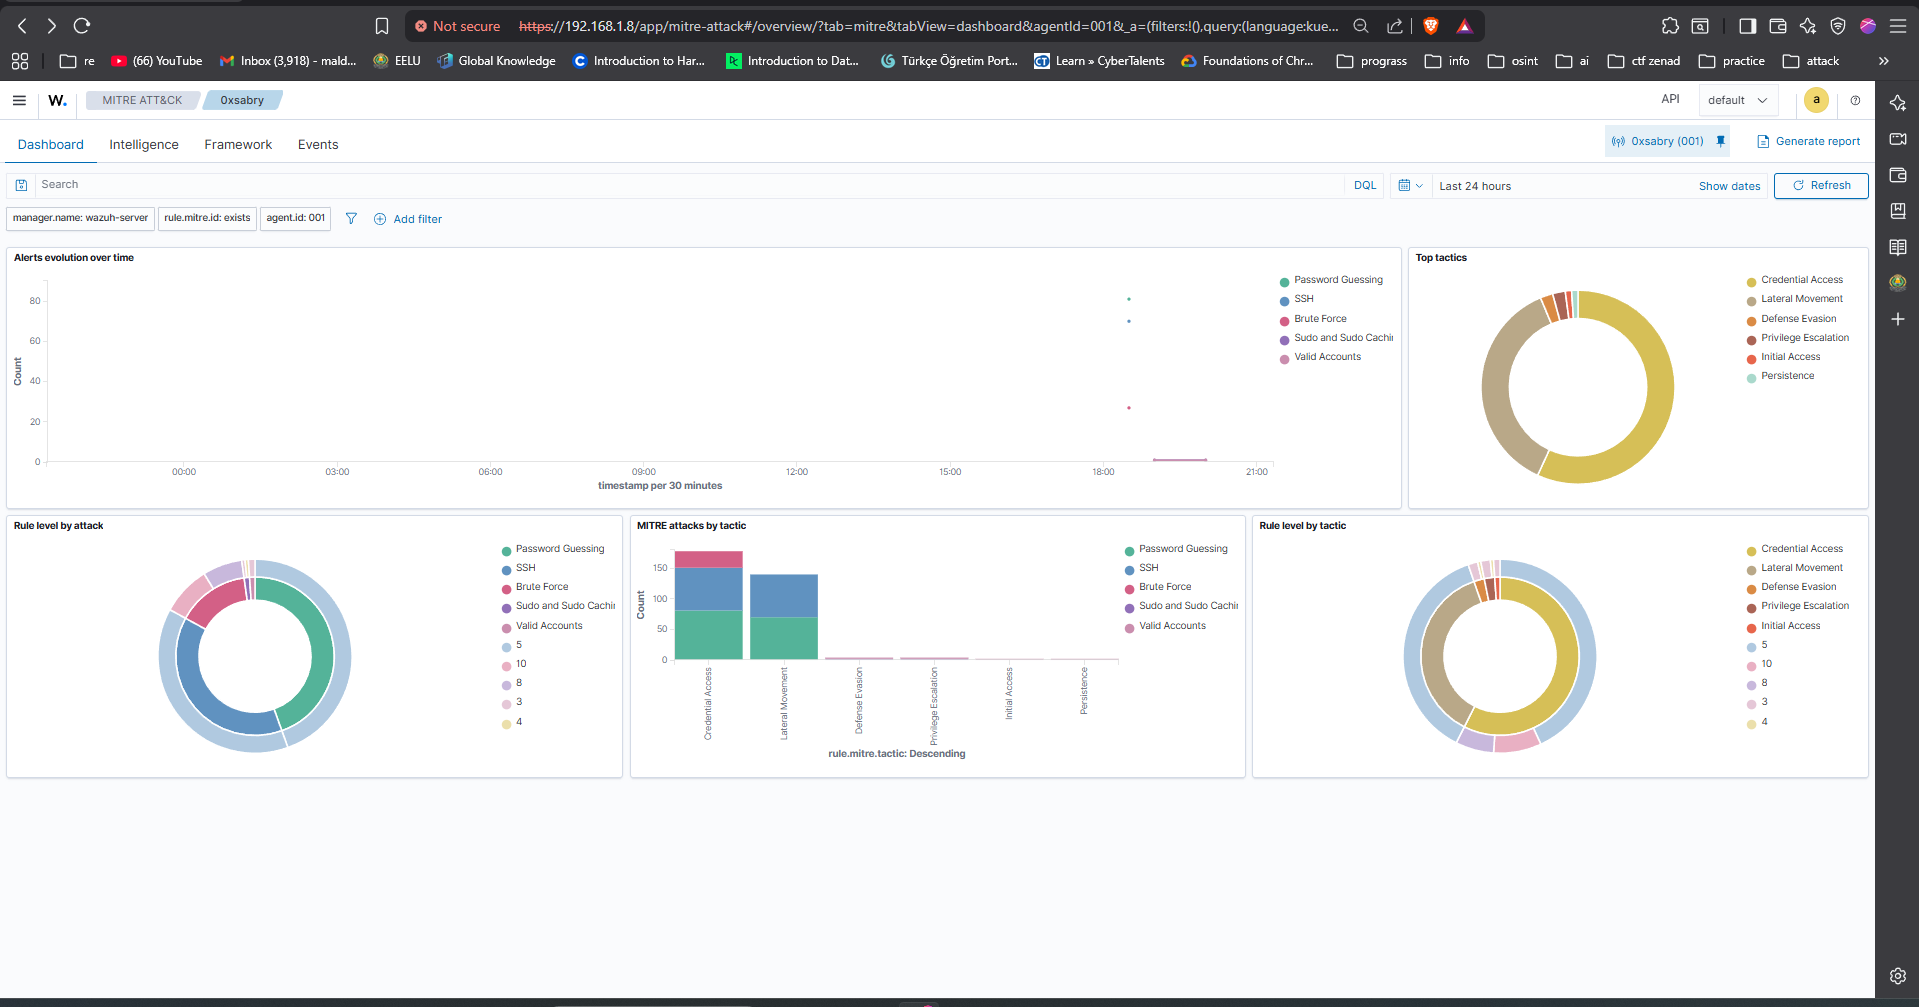 Not secure
https://192.168.1.8/app/mitre-attack#/overview/?tab=mitre&tabView=dashboard&agentId=001&_a=(filters:!(),query:(language:kue...
re
(66) YouTube
Inbox (3,918) - mald...
EELU
Global Knowledge
Introduction to Har...
Introduction to Dat...
Türkçe Öğretim Port...
Learn » CyberTalents
Foundations of Chr...
prograss
info
osint
ai
ctf zenad
practice
attack
»
W.
MITRE ATT&CK
0xsabry
API
default
a
Dashboard
Intelligence
Framework
Events
0xsabry (001)
Generate report
Search
DQL
Last 24 hours
Show dates
Refresh
manager.name: wazuh-server
rule.mitre.id: exists
agent.id: 001
Add filter
Alerts evolution over time
80
60
40
20
0
Count
00:00
03:00
06:00
09:00
12:00
15:00
18:00
21:00
timestamp per 30 minutes
Password Guessing
SSH
Brute Force
Sudo and Sudo Cachi
Valid Accounts
Top tactics
Credential Access
Lateral Movement
Defense Evasion
Privilege Escalation
Initial Access
Persistence
Rule level by attack
Password Guessing
SSH
Brute Force
Sudo and Sudo Cachi
Valid Accounts
5
10
8
3
4
MITRE attacks by tactic
150
100
50
0
Count
Credential Access
Lateral Movement
Defense Evasion
Privilege Escalation
Initial Access
Persistence
rule.mitre.tactic: Descending
Password Guessing
SSH
Brute Force
Sudo and Sudo Cachi
Valid Accounts
Rule level by tactic
Credential Access
Lateral Movement
Defense Evasion
Privilege Escalation
Initial Access
5
10
8
3
4